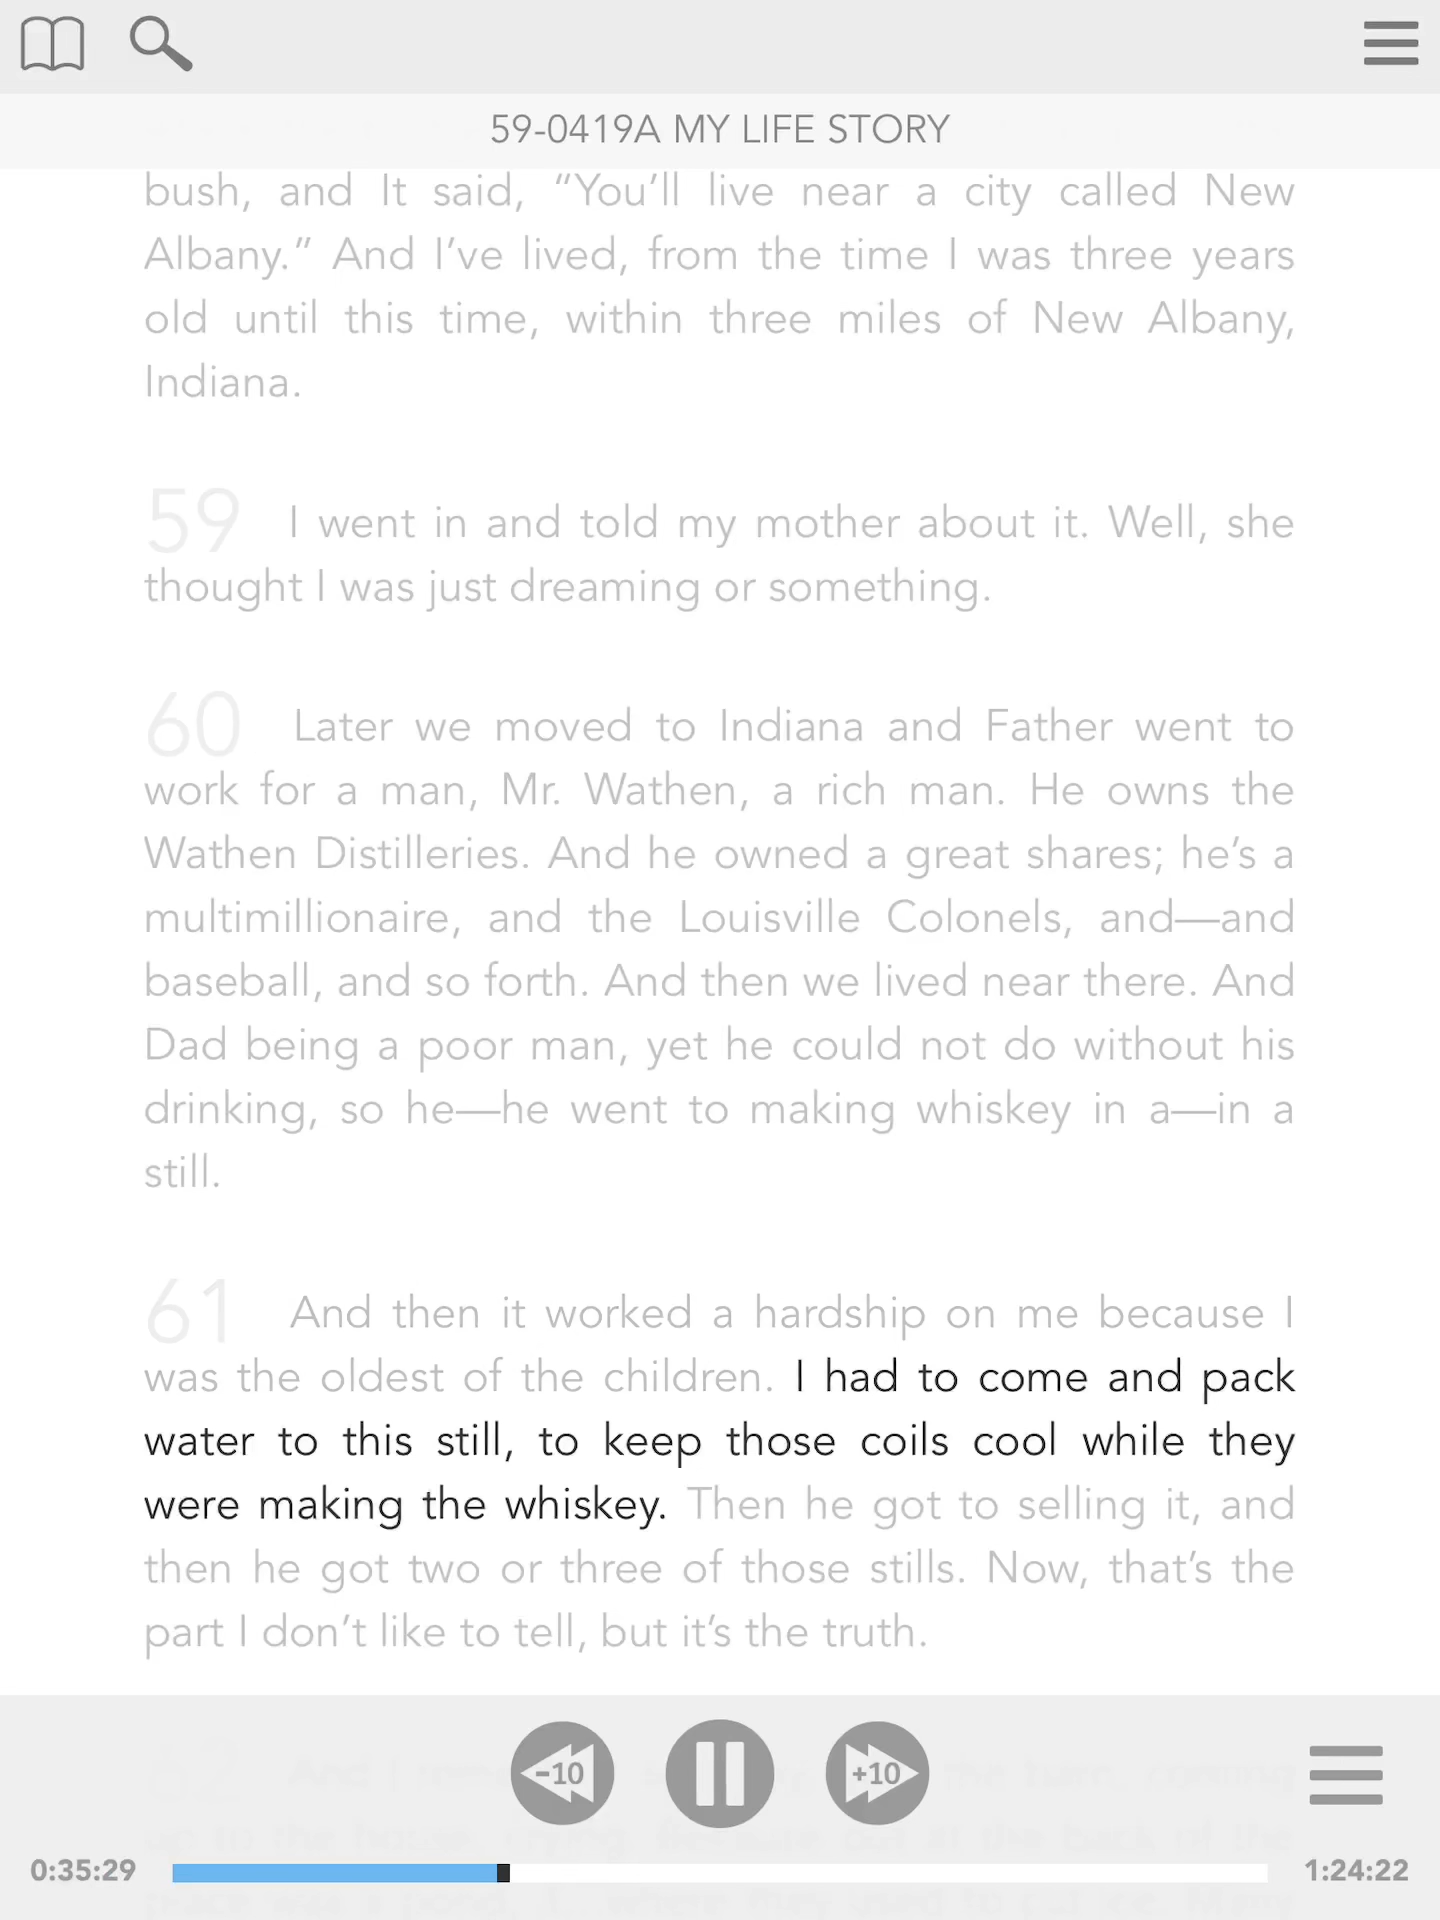 59-0419A MY LIFE STORY
bush, and It said, “You’ll live near a city called New
Albany.” And I’ve lived, from the time I was three years
old until this time, within three miles of New Albany,
Indiana.
59 I went in and told my mother about it. Well, she
thought I was just dreaming or something.
60 Later we moved to Indiana and Father went to
work for a man, Mr. Wathen, a rich man. He owns the
Wathen Distilleries. And he owned a great shares; he’s a
multimillionaire, and the Louisville Colonels, and—and
baseball, and so forth. And then we lived near there. And
Dad being a poor man, yet he could not do without his
drinking, so he—he went to making whiskey in a—in a
still.
61 And then it worked a hardship on me because I
was the oldest of the children. I had to come and pack
water to this still, to keep those coils cool while they
were making the whiskey. Then he got to selling it, and
then he got two or three of those stills. Now, that’s the
part I don’t like to tell, but it’s the truth.
-10 +10
0:35:29 1:24:22